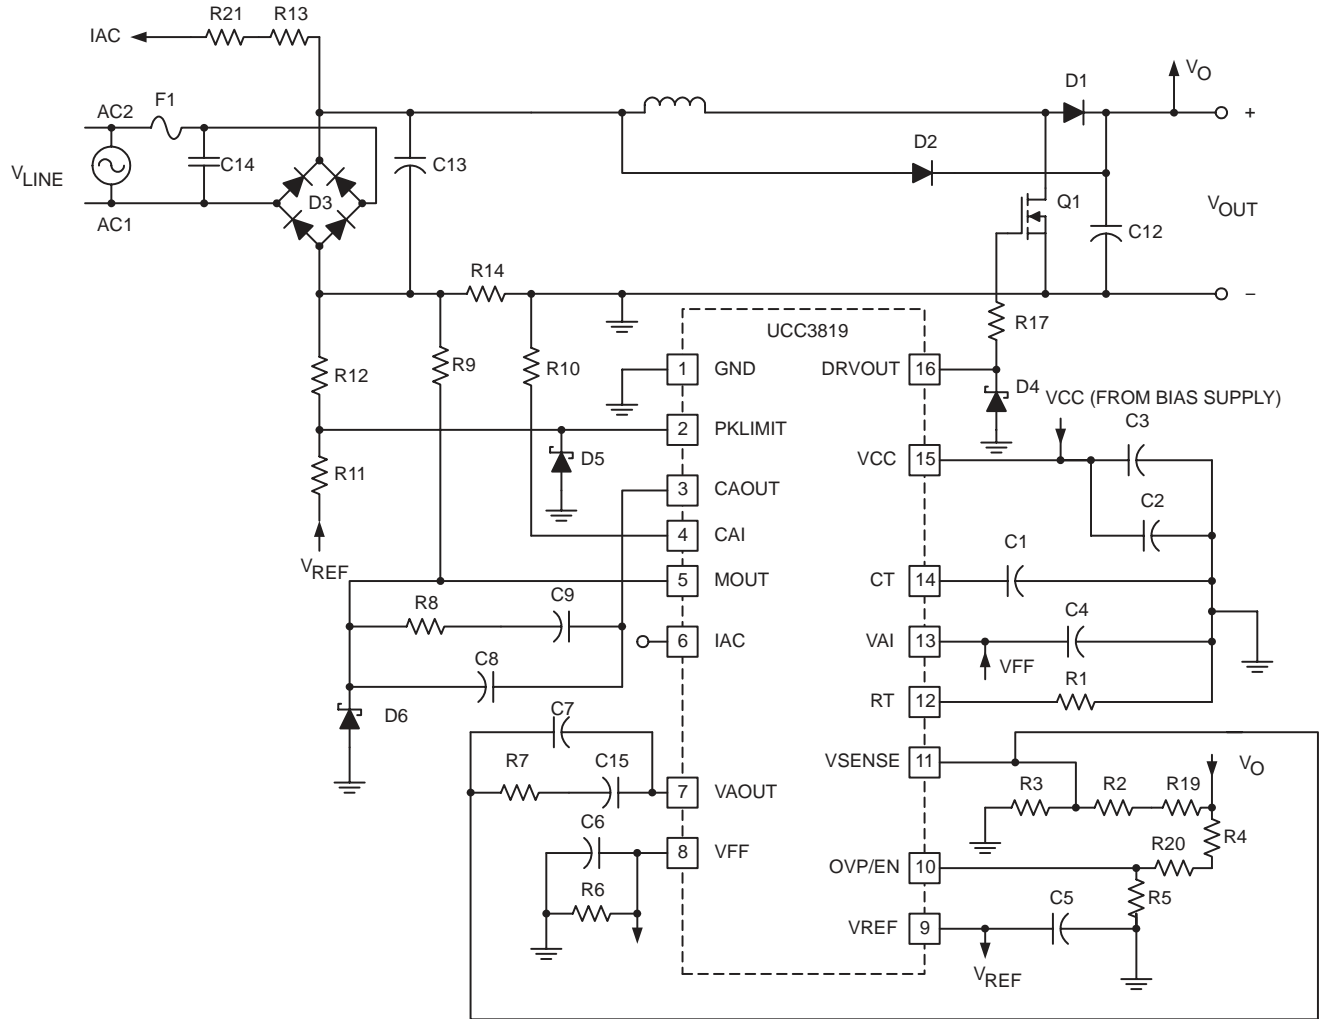 R21
R13
IAC
D1
VO
AC2
F1
+
D2
C14
C13
VLINE
D3
Q1
VOUT
AC1
C12
R14
–
UCC3819
R17
R12
R9
R10
1
GND
DRVOUT
16
D4
VCC (FROM BIAS SUPPLY)
C3
2
PKLIMIT
D5
VCC
15
R11
3
CAOUT
C2
4
CAI
C1
VREF
5
MOUT
CT
14
R8
C9
C4
6
IAC
VAI
13
C8
VFF
R1
RT
12
D6
C7
VSENSE
11
VO
R7
C15
R3
R2
R19
7
VAOUT
C6
R4
8
VFF
R20
OVP/EN
10
R6
R5
C5
VREF
9
VREF